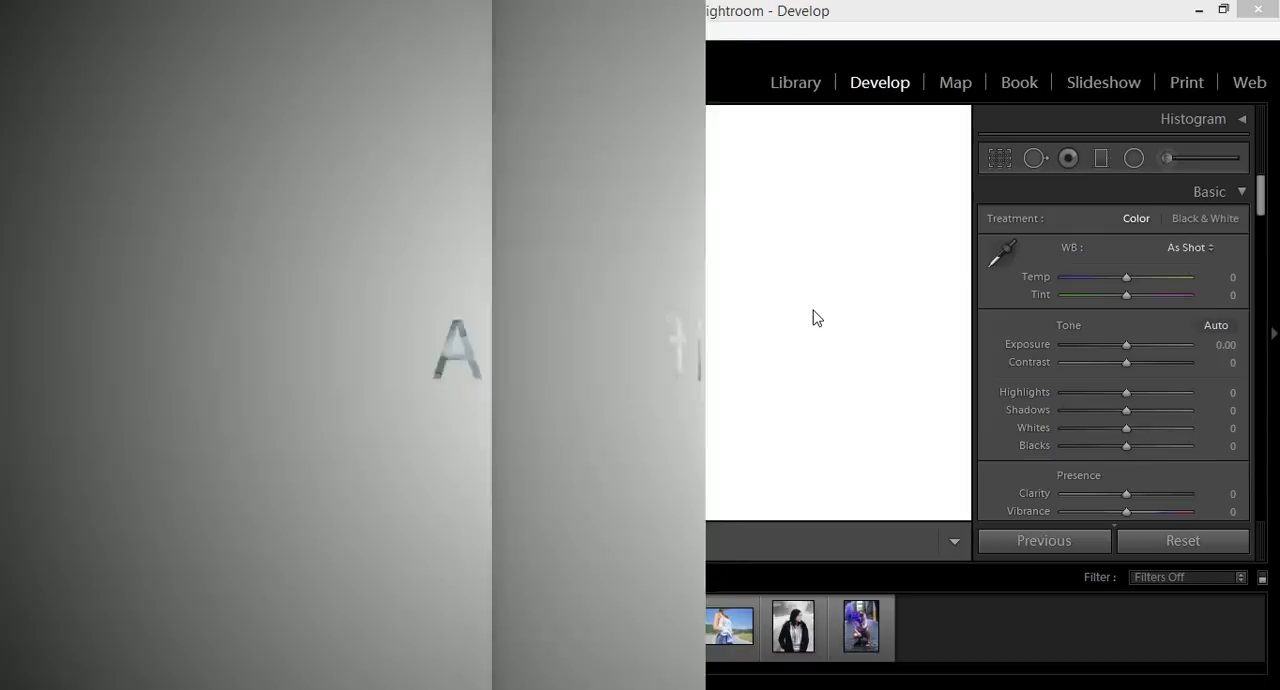 ightroom - Develop
Library | Develop | Map | Book | Slideshow | Print | Web
Histogram
Basic
Treatment : Color | Black & White
WB : As Shot
Temp 0
Tint 0
Tone Auto
Exposure 0.00
Contrast 0
Highlights 0
Shadows 0
Whites 0
Blacks 0
Presence
Clarity 0
Vibrance 0
Previous Reset
Filter : Filters Off
A